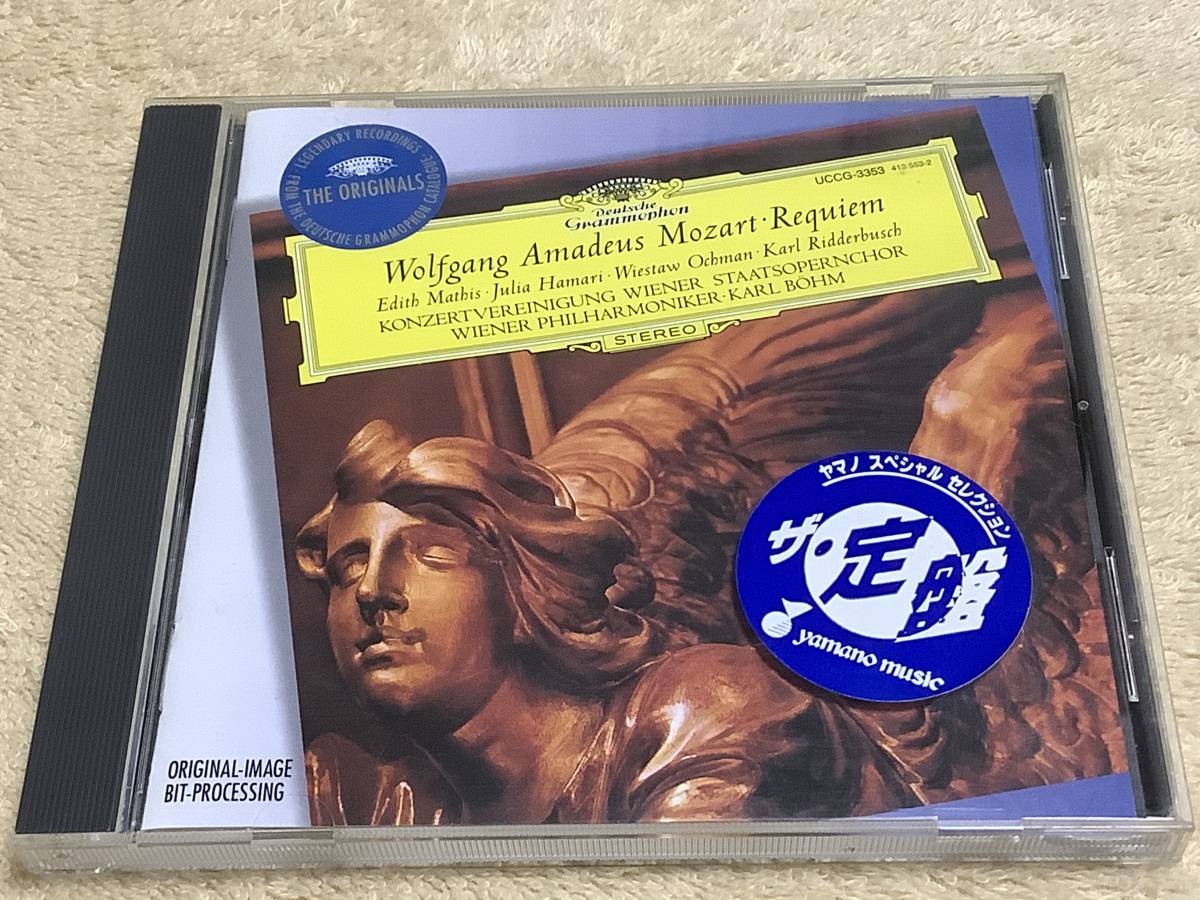 LEGENDARY RECORDINGS
THE ORIGINALS
FROM THE DEUTSCHE GRAMMOPHON CATALOGUE
UCCG-3353 419 553-2
Deutsche
Grammophon
Wolfgang Amadeus Mozart·Requiem
Edith Mathis·Julia Hamari·Wiesław Ochman·Karl Ridderbusch
KONZERTVEREINIGUNG WIENER STAATSOPERNCHOR
WIENER PHILHARMONIKER·KARL BÖHM
STEREO
ヤマノ スペシャル セレクション
ザ・定盤
yamano music
ORIGINAL-IMAGE
BIT-PROCESSING